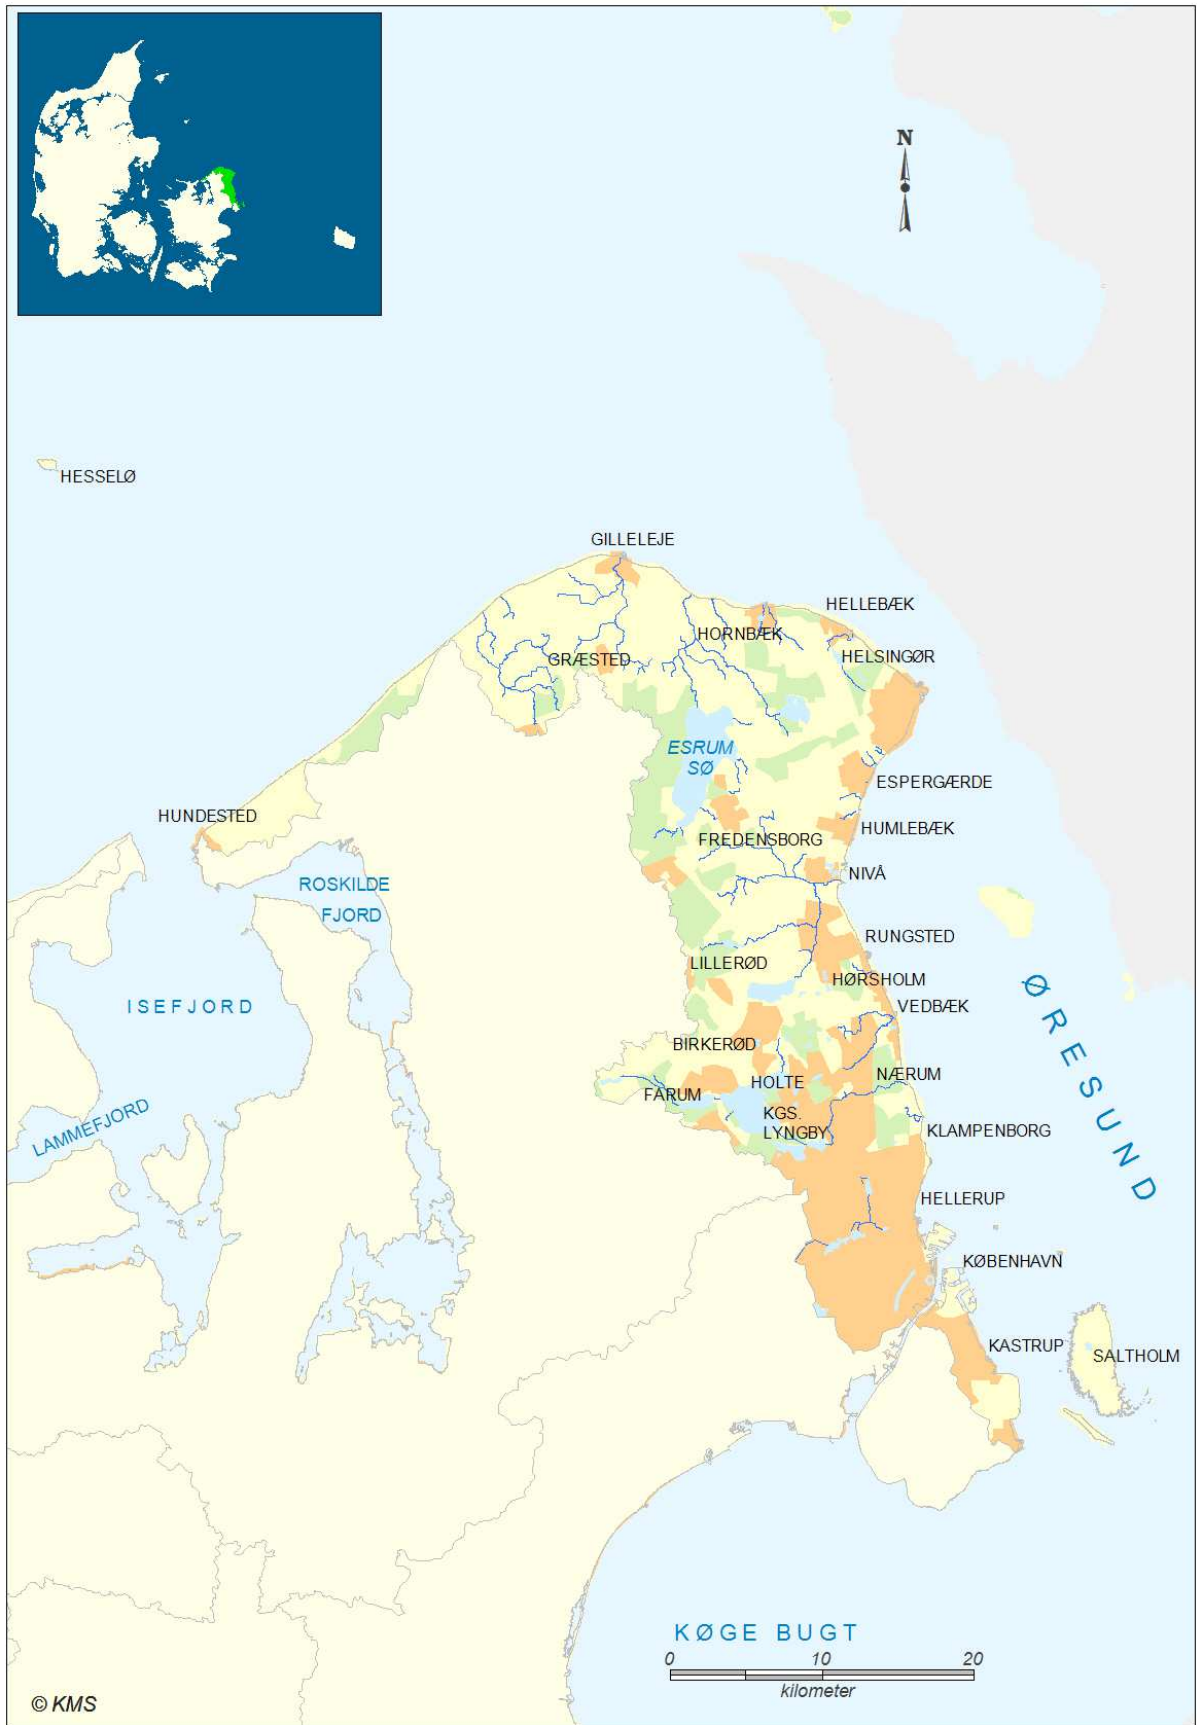 N
HESSELØ
GILLELEJE
HELLEBÆK
HORNBÆK
HELSINGØR
GRÆSTED
ESRUM
SØ
ESPERGÆRDE
HUNDESTED
HUMLEBÆK
FREDENSBORG
NIVÅ
ROSKILDE
FJORD
RUNGSTED
LILLERØD
HØRSHOLM
ISEFJORD
VEDBÆK
ØRESUND
BIRKERØD
NÆRUM
HOLTE
FARUM
KGS.
LYNGBY
LAMMEFJORD
KLAMPENBORG
HELLERUP
KØBENHAVN
KASTRUP
SALTHOLM
KØGE BUGT
0 10 20
kilometer
© KMS